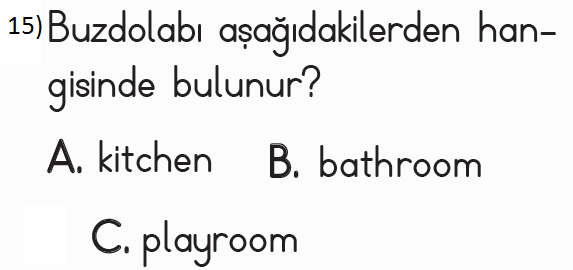 15) Buzdolabı aşağıdakilerden han-
gisinde bulunur?
A. kitchen B. bathroom
C. playroom